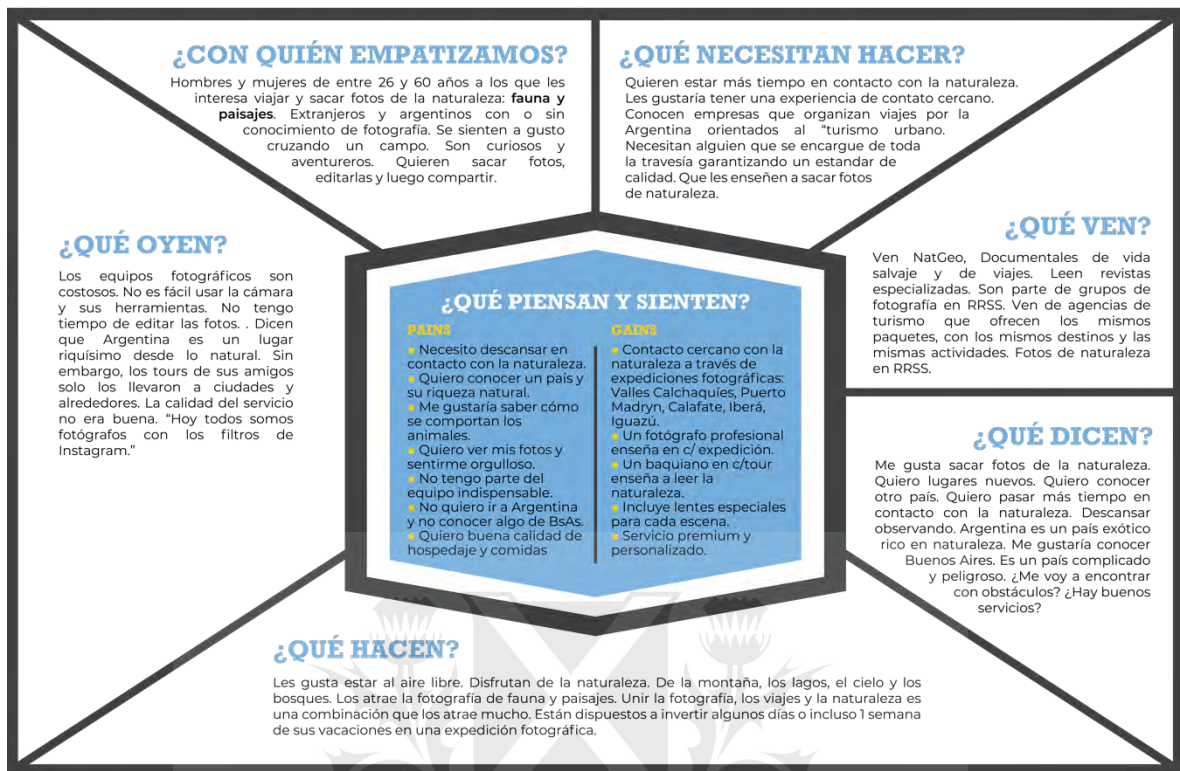 ¿CON QUIÉN EMPATIZAMOS?
Hombres y mujeres de entre 26 y 60 años a los que les
interesa viajar y sacar fotos de la naturaleza: fauna y
paisajes. Extranjeros y argentinos con o sin
conocimiento de fotografía. Se sienten a gusto
cruzando un campo. Son curiosos y
aventureros. Quieren sacar fotos,
editarlas y luego compartir.
¿QUÉ NECESITAN HACER?
Quieren estar más tiempo en contacto con la naturaleza.
Les gustaría tener una experiencia de contato cercano.
Conocen empresas que organizan viajes por la
Argentina orientados al “turismo urbano.
Necesitan alguien que se encargue de toda
la travesía garantizando un estandar de
calidad. Que les enseñen a sacar fotos
de naturaleza.
¿QUÉ OYEN?
Los equipos fotográficos son
costosos. No es fácil usar la cámara
y sus herramientas. No tengo
tiempo de editar las fotos. . Dicen
que Argentina es un lugar
riquísimo desde lo natural. Sin
embargo, los tours de sus amigos
solo los llevaron a ciudades y
alrededores. La calidad del servicio
no era buena. “Hoy todos somos
fotógrafos con los filtros de
Instagram.”
¿QUÉ PIENSAN Y SIENTEN?
PAINS
▪ Necesito descansar en
contacto con la naturaleza.
▪ Quiero conocer un país y
su riqueza natural.
▪ Me gustaría saber cómo
se comportan los
animales.
▪ Quiero ver mis fotos y
sentirme orgulloso.
▪ No tengo parte del
equipo indispensable.
▪ No quiero ir a Argentina
y no conocer algo de BsAs.
▪ Quiero buena calidad de
hospedaje y comidas
GAINS
▪ Contacto cercano con la
naturaleza a través de
expediciones fotográficas:
Valles Calchaquíes, Puerto
Madryn, Calafate, Iberá,
Iguazú.
▪ Un fotógrafo profesional
enseña en c/ expedición.
▪ Un baquiano en c/tour
enseña a leer la
naturaleza.
▪ Incluye lentes especiales
para cada escena.
▪ Servicio premium y
personalizado.
¿QUÉ VEN?
Ven NatGeo, Documentales de vida
salvaje y de viajes. Leen revistas
especializadas. Son parte de grupos de
fotografía en RRSS. Ven de agencias de
turismo que ofrecen los mismos
paquetes, con los mismos destinos y las
mismas actividades. Fotos de naturaleza
en RRSS.
¿QUÉ DICEN?
Me gusta sacar fotos de la naturaleza.
Quiero lugares nuevos. Quiero conocer
otro país. Quiero pasar más tiempo en
contacto con la naturaleza. Descansar
observando. Argentina es un país exótico
rico en naturaleza. Me gustaría conocer
Buenos Aires. Es un país complicado
y peligroso. ¿Me voy a encontrar
con obstáculos? ¿Hay buenos
servicios?
¿QUÉ HACEN?
Les gusta estar al aire libre. Disfrutan de la naturaleza. De la montaña, los lagos, el cielo y los
bosques. Los atrae la fotografía de fauna y paisajes. Unir la fotografía, los viajes y la naturaleza es
una combinación que los atrae mucho. Están dispuestos a invertir algunos días o incluso 1 semana
de sus vacaciones en una expedición fotográfica.